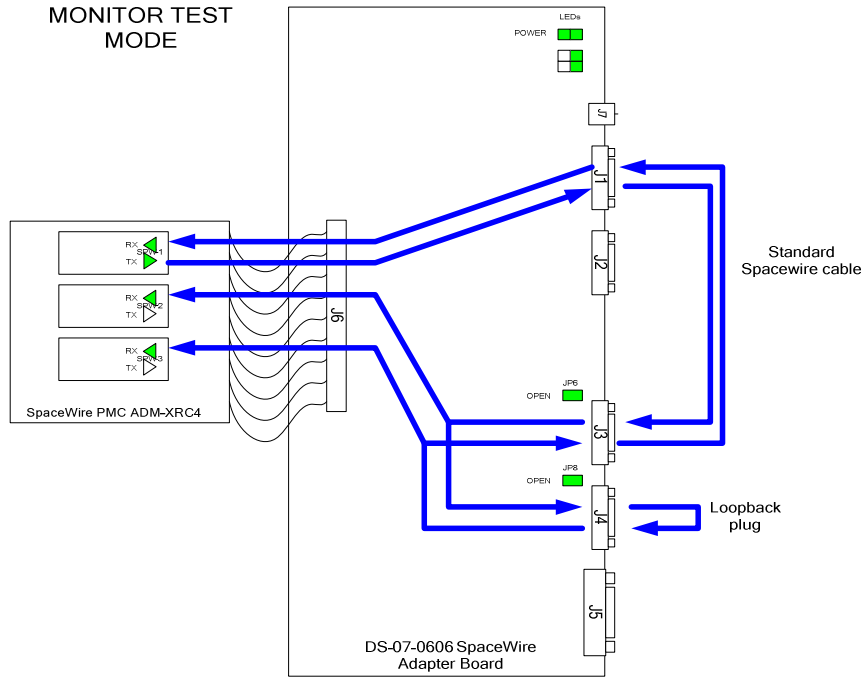 MONITOR TEST
MODE
LEDs
POWER
J7
J1
J2
Standard
Spacewire cable
RX
SPW-1
TX
RX
SPW-2
TX
RX
SPW-3
TX
J6
SpaceWire PMC ADM-XRC4
JP6
OPEN
J3
JP8
OPEN
J4
Loopback
plug
J5
DS-07-0606 SpaceWire
Adapter Board